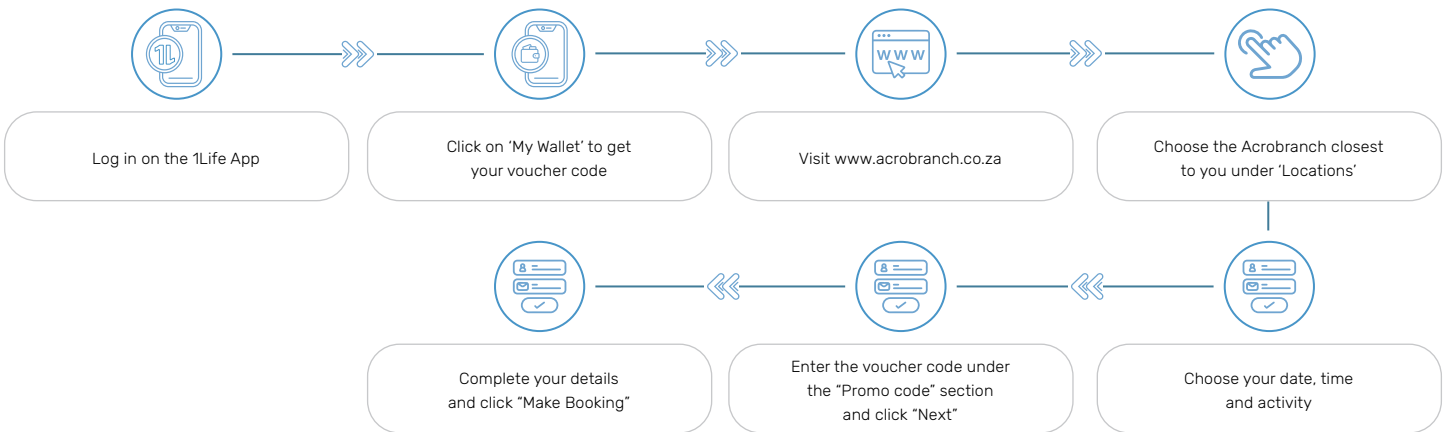 1L
Log in on the 1Life App
Click on ‘My Wallet’ to get
your voucher code
WWW
Visit www.acrobranch.co.za
Choose the Acrobranch closest
to you under ‘Locations’
Choose your date, time
and activity
Enter the voucher code under
the “Promo code” section
and click “Next”
Complete your details
and click “Make Booking”